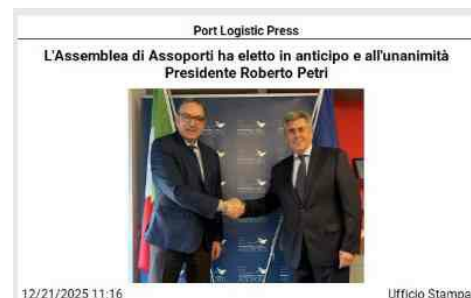 Port Logistic Press
L'Assemblea di Assoporti ha eletto in anticipo e all'unanimità
Presidente Roberto Petri
12/21/2025 11:16
Ufficio Stampa